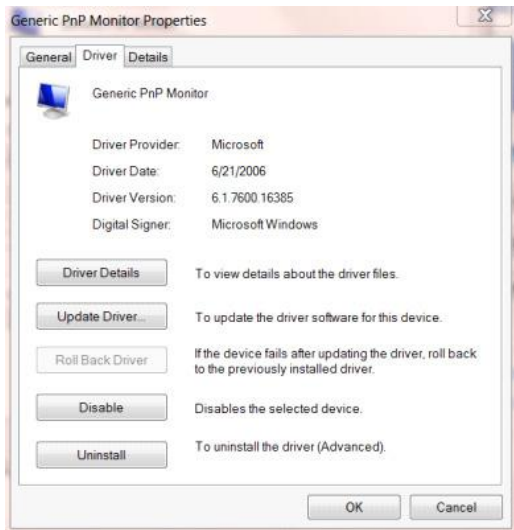 Generic PnP Monitor Properties
General Driver Details
Generic PnP Monitor
Driver Provider: Microsoft
Driver Date: 6/21/2006
Driver Version: 6.1.7600.16385
Digital Signer: Microsoft Windows
Driver Details To view details about the driver files.
Update Driver... To update the driver software for this device.
Roll Back Driver If the device fails after updating the driver, roll back
to the previously installed driver.
Disable Disables the selected device.
Uninstall To uninstall the driver (Advanced).
OK Cancel